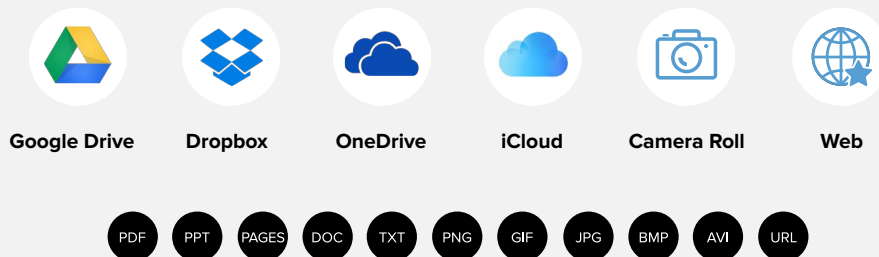 Google Drive Dropbox OneDrive iCloud Camera Roll Web
PDF PPT PAGES DOC TXT PNG GIF JPG BMP AVI URL